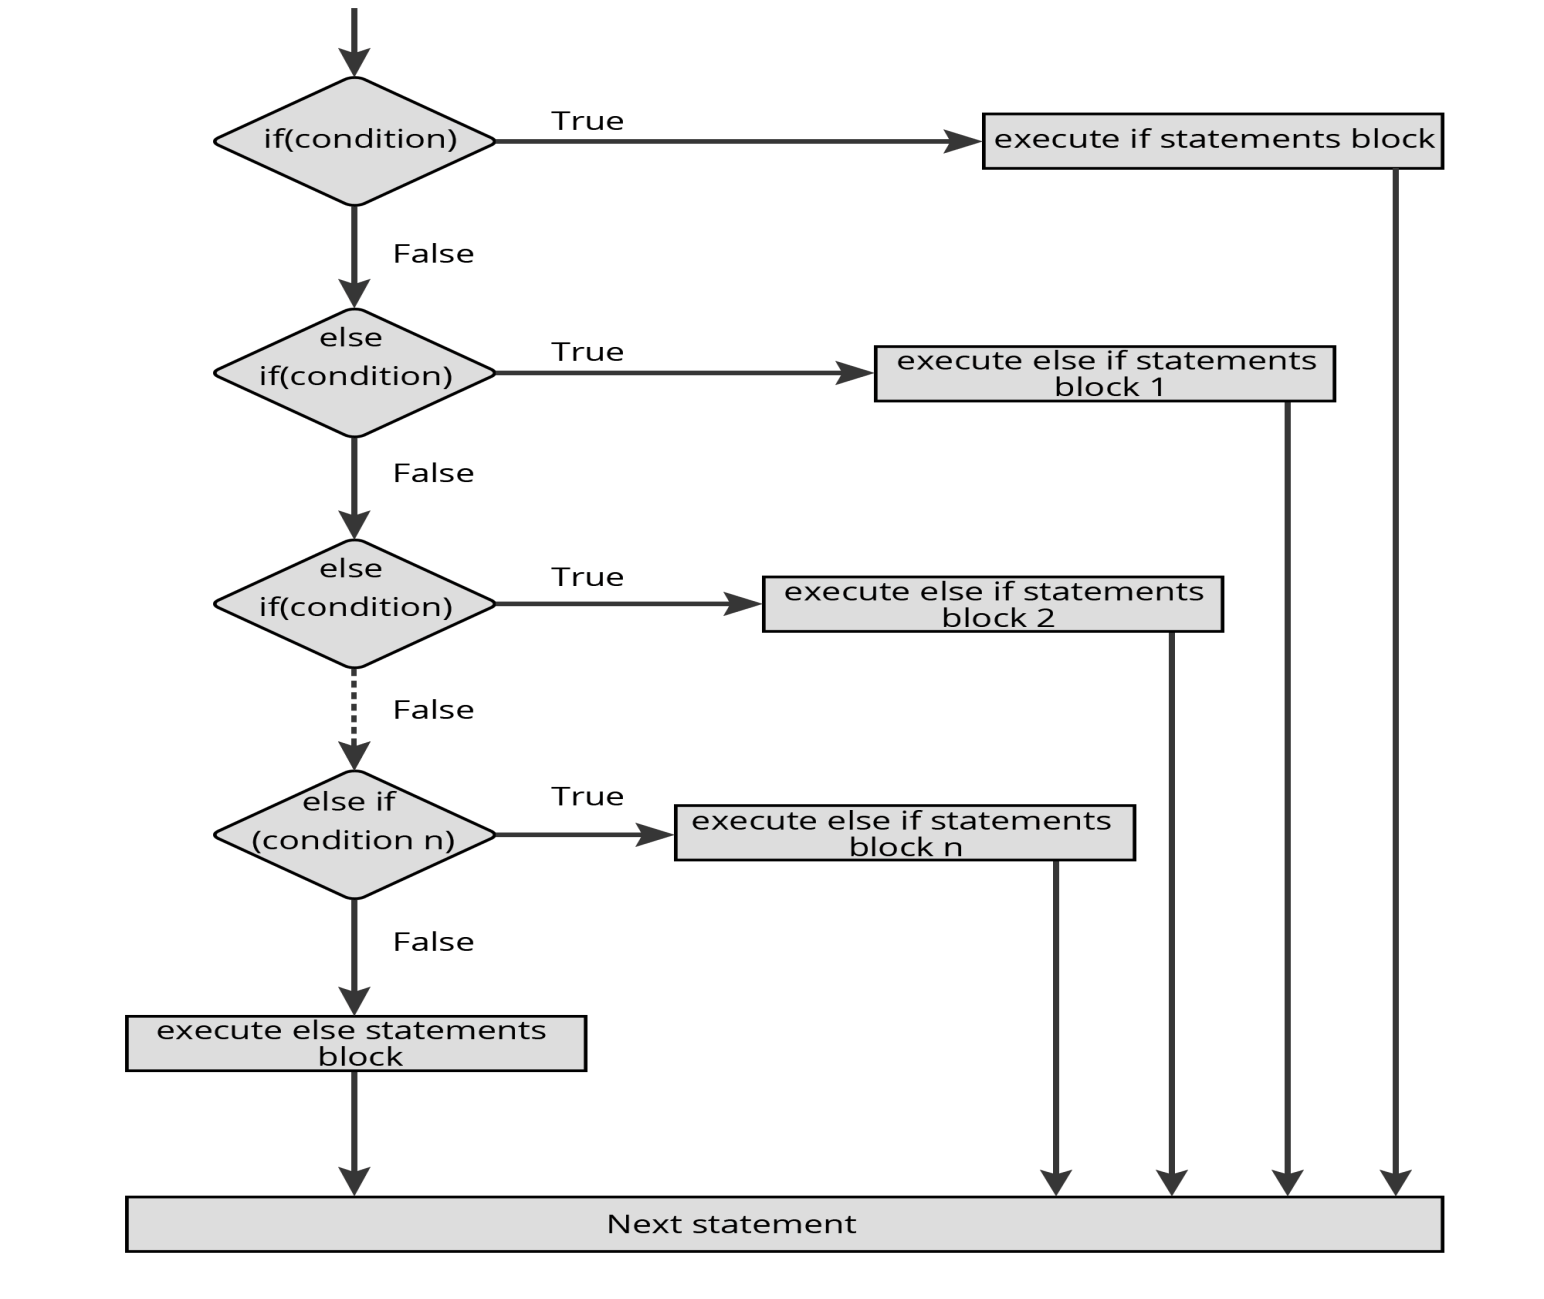 if(condition)
True
execute if statements block
False
else
if(condition)
True
execute else if statements
block 1
False
else
if(condition)
True
execute else if statements
block 2
False
else if
(condition n)
True
execute else if statements
block n
False
execute else statements
block
Next statement